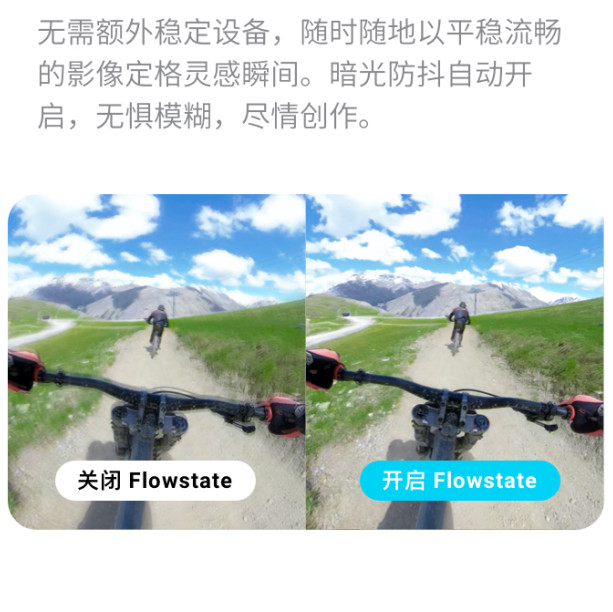 无需额外稳定设备，随时随地以平稳流畅
的影像定格灵感瞬间。暗光防抖自动开
启，无惧模糊，尽情创作。
关闭 Flowstate
开启 Flowstate